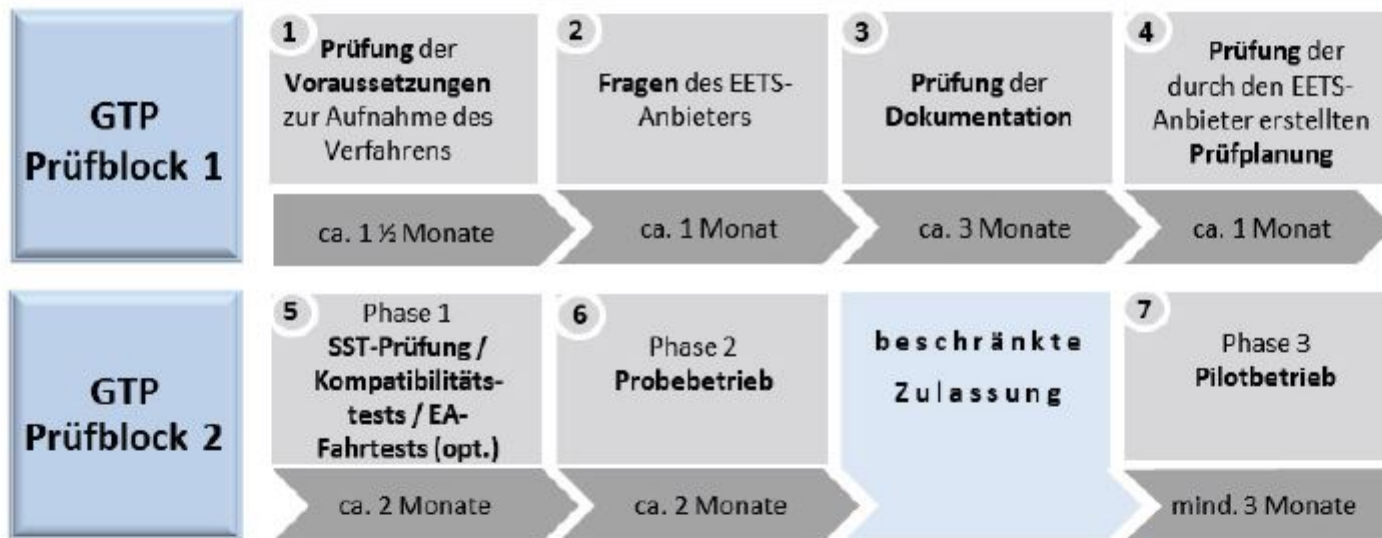 GTP
Prüfblock 1
1
Prüfung der
Voraussetzungen
zur Aufnahme des
Verfahrens
ca. 1 ½ Monate
2
Fragen des EETS-
Anbieters
ca. 1 Monat
3
Prüfung der
Dokumentation
ca. 3 Monate
4
Prüfung der
durch den EETS-
Anbieter erstellten
Prüfplanung
ca. 1 Monat
GTP
Prüfblock 2
5
Phase 1
SST-Prüfung /
Kompatibilitäts-
tests / EA-
Fahrtests (opt.)
ca. 2 Monate
6
Phase 2
Probebetrieb
ca. 2 Monate
beschränkte
Zulassung
7
Phase 3
Pilotbetrieb
mind. 3 Monate